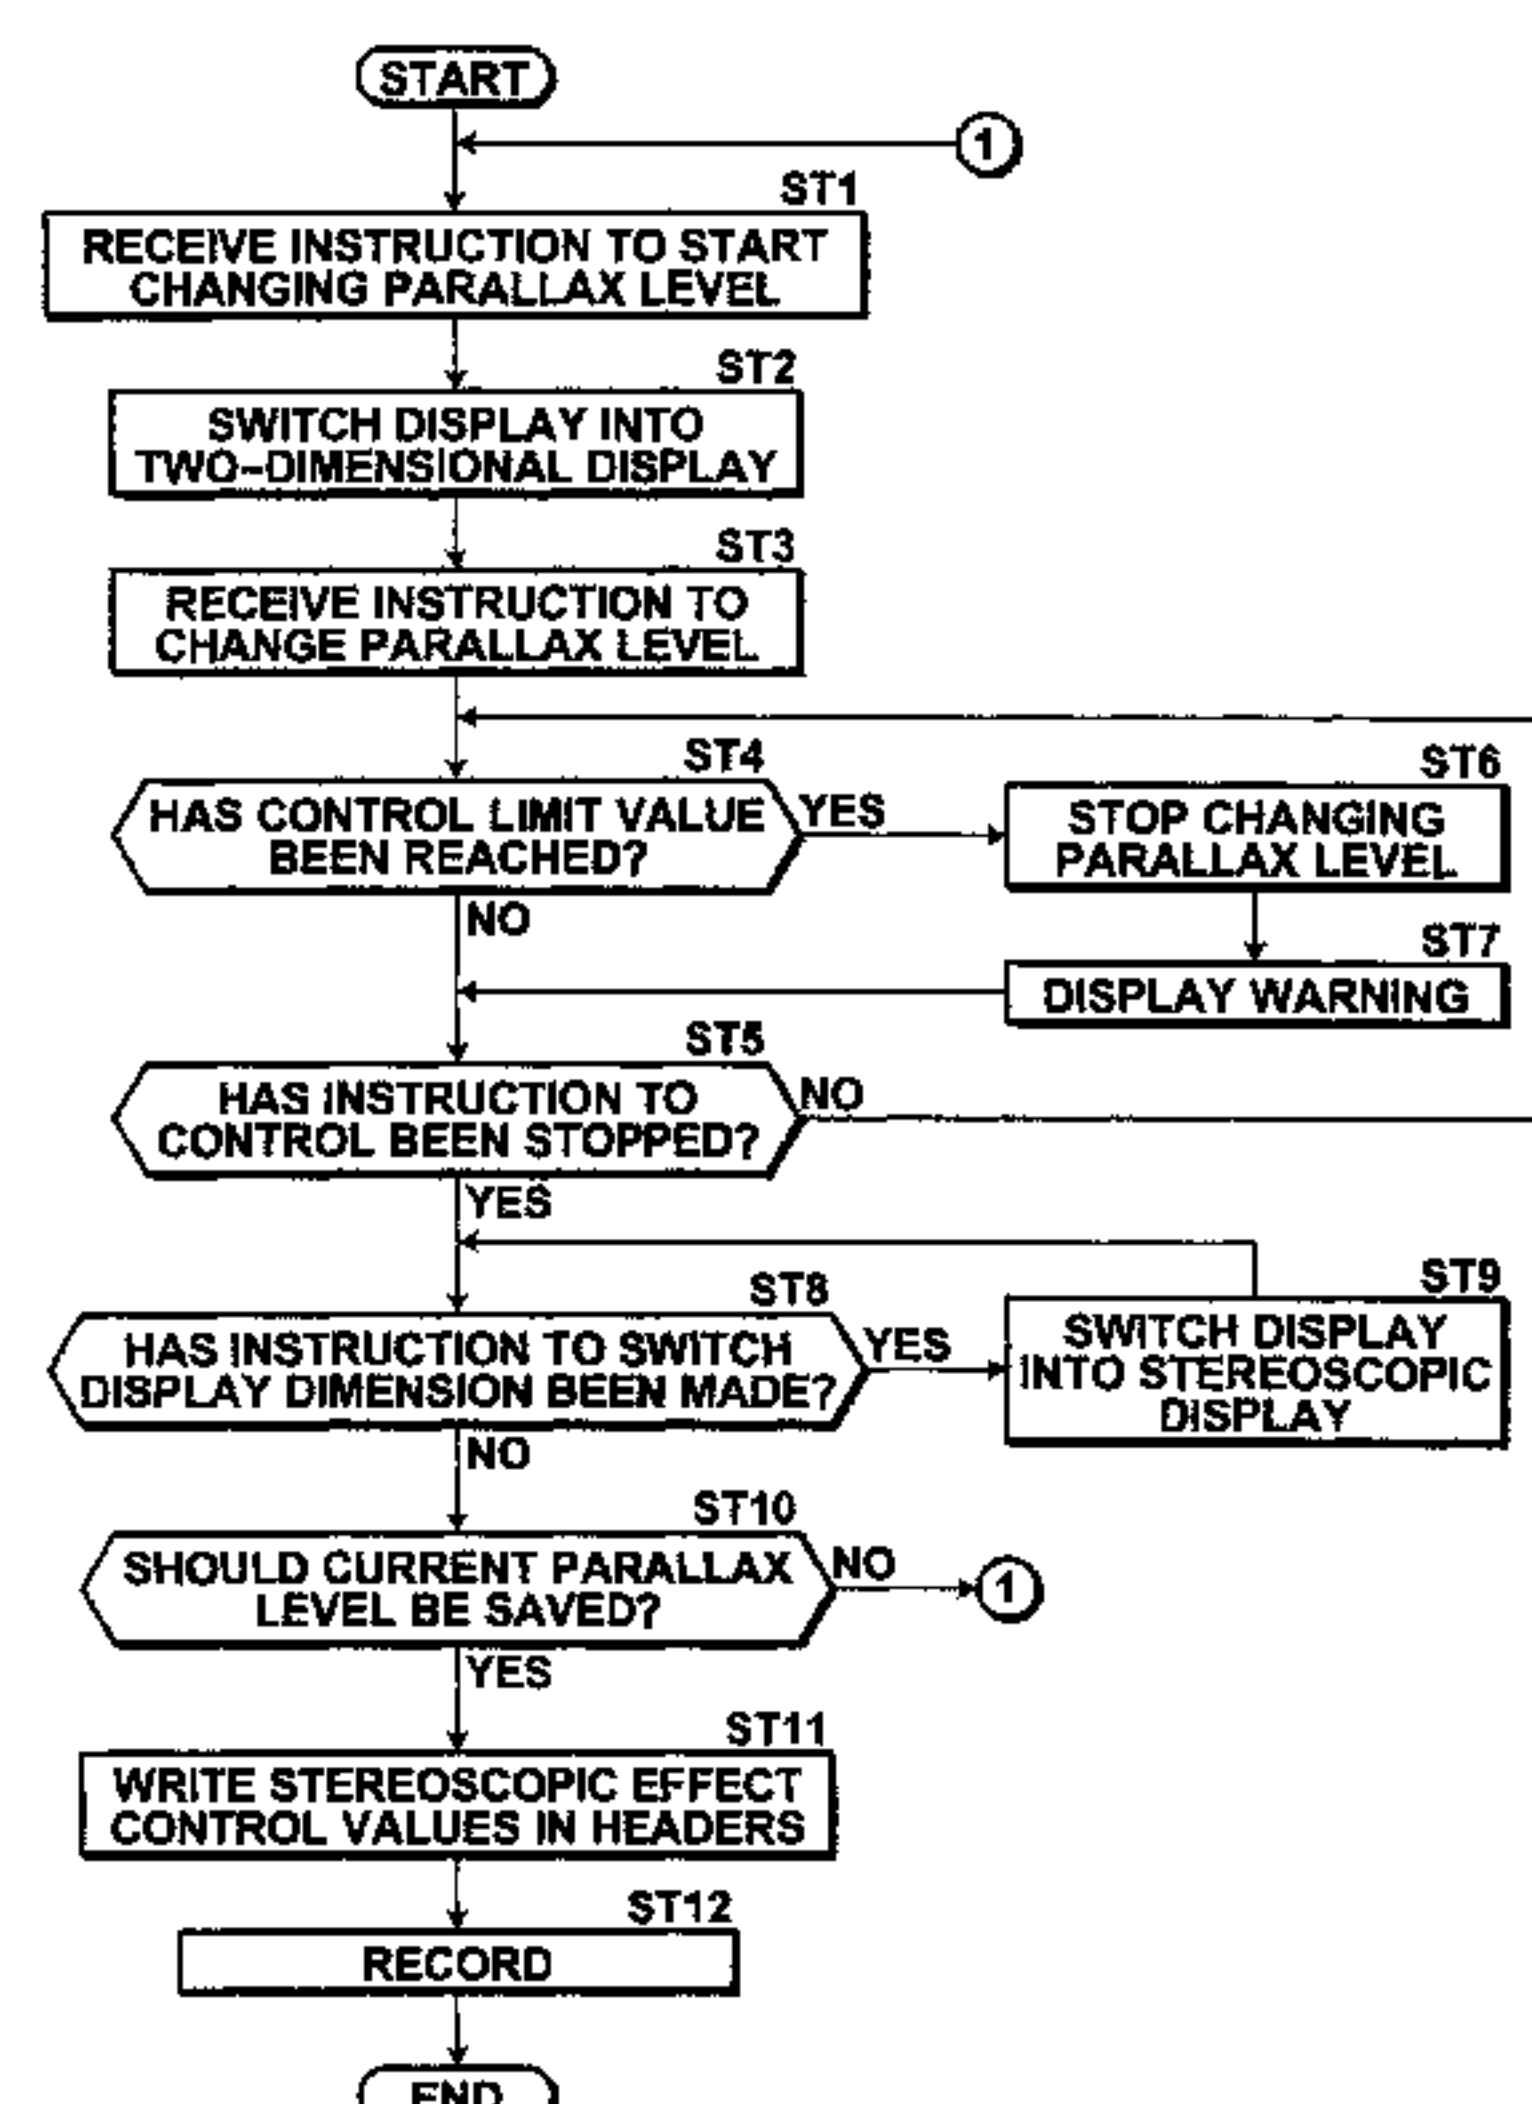 START
1
ST1
RECEIVE INSTRUCTION TO START
CHANGING PARALLAX LEVEL
ST2
SWITCH DISPLAY INTO
TWO-DIMENSIONAL DISPLAY
ST3
RECEIVE INSTRUCTION TO
CHANGE PARALLAX LEVEL
ST4
HAS CONTROL LIMIT VALUE
BEEN REACHED?
YES
NO
ST6
STOP CHANGING
PARALLAX LEVEL
ST7
DISPLAY WARNING
ST5
HAS INSTRUCTION TO
CONTROL BEEN STOPPED?
NO
YES
ST8
HAS INSTRUCTION TO SWITCH
DISPLAY DIMENSION BEEN MADE?
YES
NO
ST9
SWITCH DISPLAY
INTO STEREOSCOPIC
DISPLAY
ST10
SHOULD CURRENT PARALLAX
LEVEL BE SAVED?
NO
1
YES
ST11
WRITE STEREOSCOPIC EFFECT
CONTROL VALUES IN HEADERS
ST12
RECORD
END